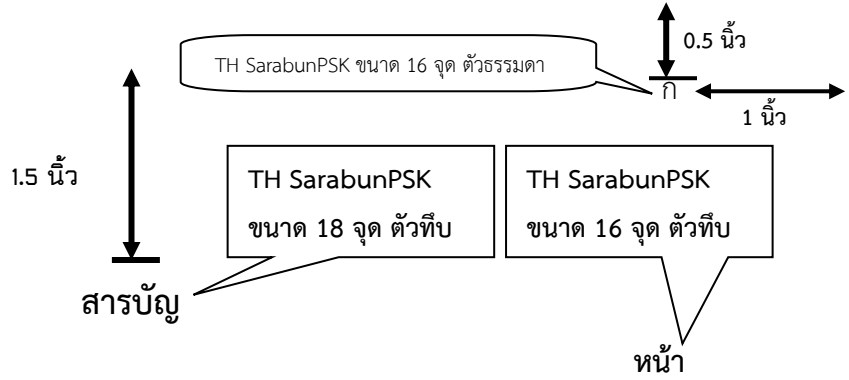 0.5 นิ้ว
TH SarabunPSK ขนาด 16 จุด ตัวธรรมดา
ก
1 นิ้ว
1.5 นิ้ว
TH SarabunPSK
ขนาด 18 จุด ตัวทึบ
TH SarabunPSK
ขนาด 16 จุด ตัวทึบ
สารบัญ
หน้า